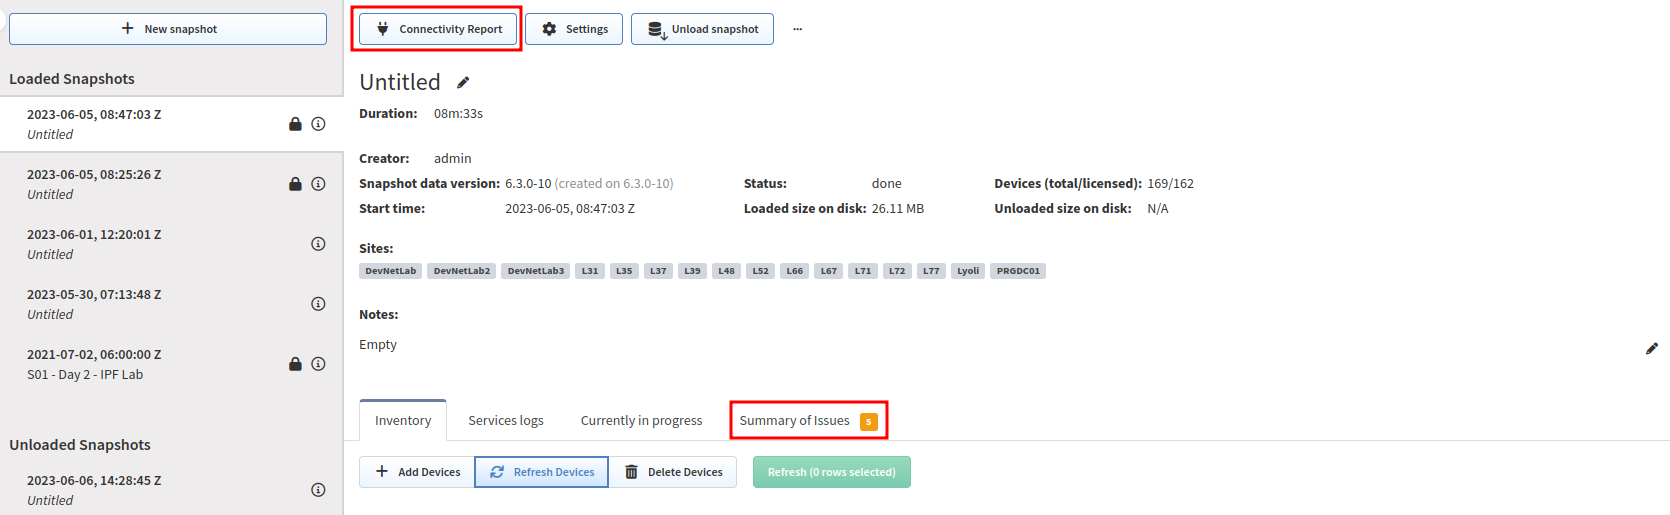 New snapshot
Loaded Snapshots
2023-06-05, 08:47:03 Z
Untitled
2023-06-05, 08:25:26 Z
Untitled
2023-06-01, 12:20:01 Z
Untitled
2023-05-30, 07:13:48 Z
Untitled
2021-07-02, 06:00:00 Z
S01 - Day 2 - IPF Lab
Unloaded Snapshots
2023-06-06, 14:28:45 Z
Untitled
Connectivity Report Settings Unload snapshot ...
Untitled
Duration: 08m:33s
Creator: admin
Snapshot data version: 6.3.0-10 (created on 6.3.0-10) Status: done Devices (total/licensed): 169/162
Start time: 2023-06-05, 08:47:03 Z Loaded size on disk: 26.11 MB Unloaded size on disk: N/A
Sites:
DevNetLab DevNetLab2 DevNetLab3 L31 L35 L37 L39 L48 L52 L66 L67 L71 L72 L77 Lyoli PRGDC01
Notes:
Empty
Inventory Services logs Currently in progress Summary of Issues 5
Add Devices Refresh Devices Delete Devices Refresh (0 rows selected)